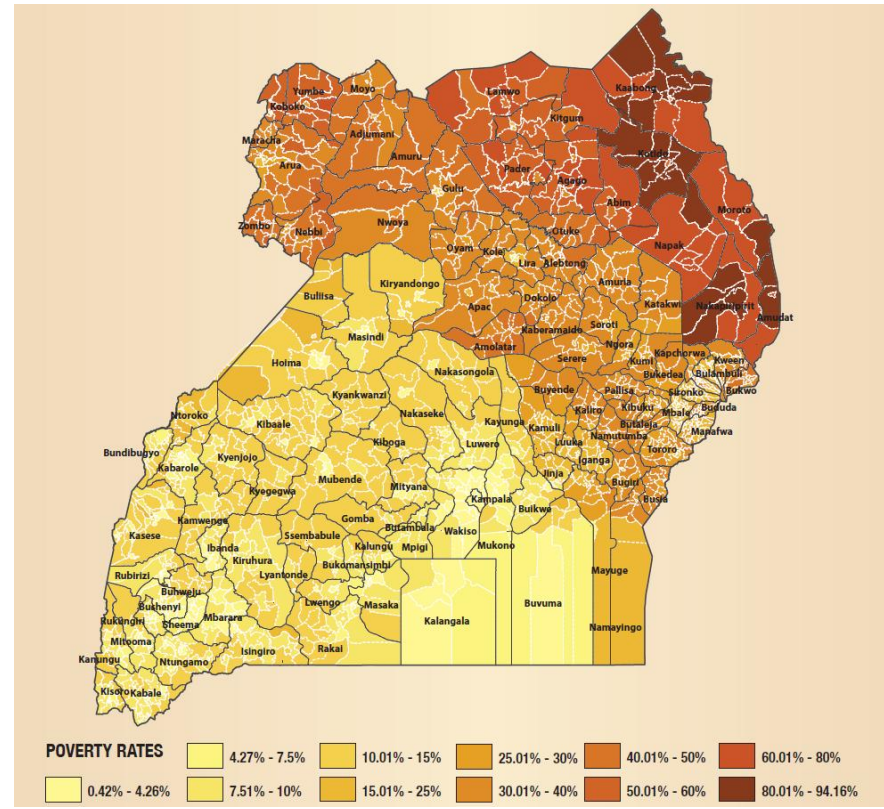 Kaabong
Yumbe
Moyo
Lamwo
Koboko
Kitgum
Adjumani
Maracha
Kotido
Arua
Amuru
Pader
Agago
Gulu
Abim
Moroto
Zombo
Nebbi
Nwoya
Otuke
Napak
Oyam
Kole
Lira
Alebtong
Kiryandongo
Amuria
Buliisa
Apac
Dokolo
Katakwi
Nakapiripirit
Amudat
Masindi
Kaberamaido
Soroti
Amolatar
Ngora
Kapchorwa
Kween
Hoima
Serere
Kumi
Bukedea
Bulambuli
Nakasongola
Sironko
Bukwo
Kyankwanzi
Buyende
Pallisa
Ntoroko
Nakaseke
Kayunga
Kaliro
Kibuku
Mbale
Bududa
Kibaale
Kamuli
Butaleja
Manafwa
Bundibugyo
Kiboga
Luwero
Luuka
Namutumba
Kabarole
Kyenjojo
Tororo
Iganga
Mubende
Mityana
Jinja
Kyegegwa
Kampala
Bugiri
Buikwe
Busia
Kamwenge
Gomba
Kasese
Ssembabule
Butambala
Wakiso
Ibanda
Kalungu
Mpigi
Mukono
Kiruhura
Bukomansimbi
Rubirizi
Lyantonde
Mayuge
Buhweju
Lwengo
Masaka
Buvuma
Bushenyi
Rukungiri
Sheema
Mbarara
Kalangala
Namayingo
Mitooma
Rakai
Kanungu
Ntungamo
Isingiro
Kisoro
Kabale
POVERTY RATES
4.27% - 7.5%
10.01% - 15%
25.01% - 30%
40.01% - 50%
60.01% - 80%
0.42% - 4.26%
7.51% - 10%
15.01% - 25%
30.01% - 40%
50.01% - 60%
80.01% - 94.16%